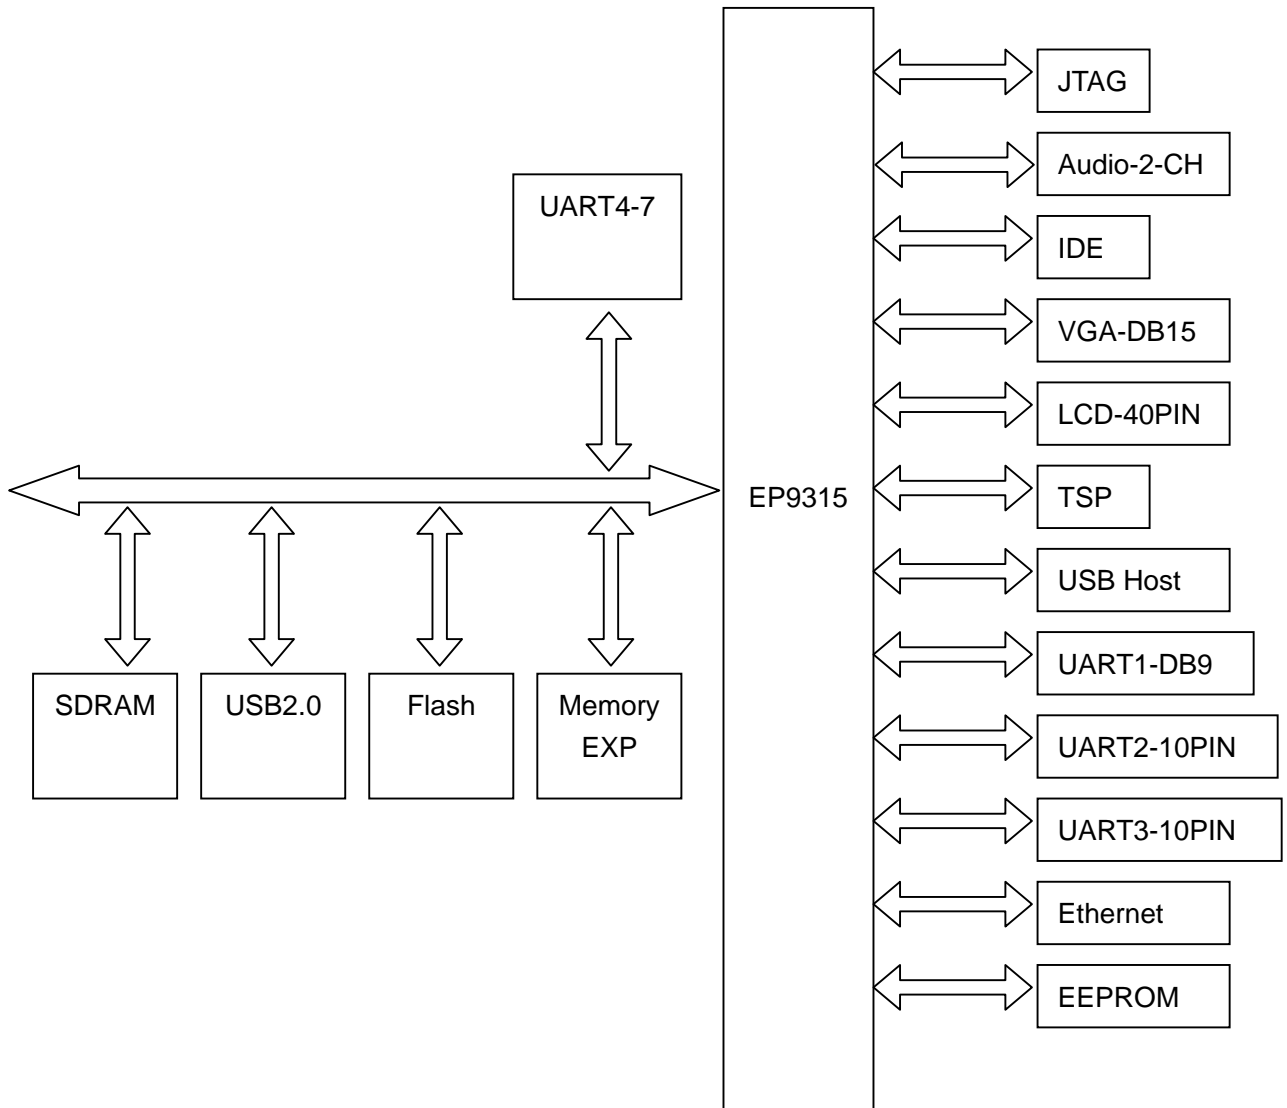 JTAG
Audio-2-CH
UART4-7
IDE
VGA-DB15
LCD-40PIN
EP9315
TSP
USB Host
UART1-DB9
SDRAM
USB2.0
Flash
Memory
EXP
UART2-10PIN
UART3-10PIN
Ethernet
EEPROM